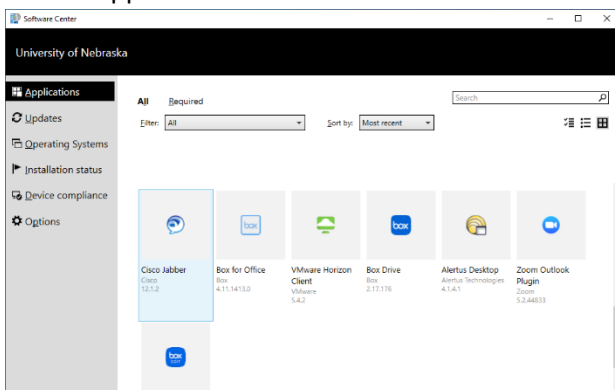 Software Center
University of Nebraska
Applications
Updates
Operating Systems
Installation status
Device compliance
Options
All Required
Search
Filter: All Sort by: Most recent
box
box
Cisco Jabber
Cisco
12.1.2
Box for Office
Box
4.11.1413.0
VMware Horizon
Client
VMware
5.4.2
Box Drive
Box
2.17.176
Alertus Desktop
Alertus Technologies
4.1.4.1
Zoom Outlook
Plugin
Zoom
5.2.44833
box
EDIT